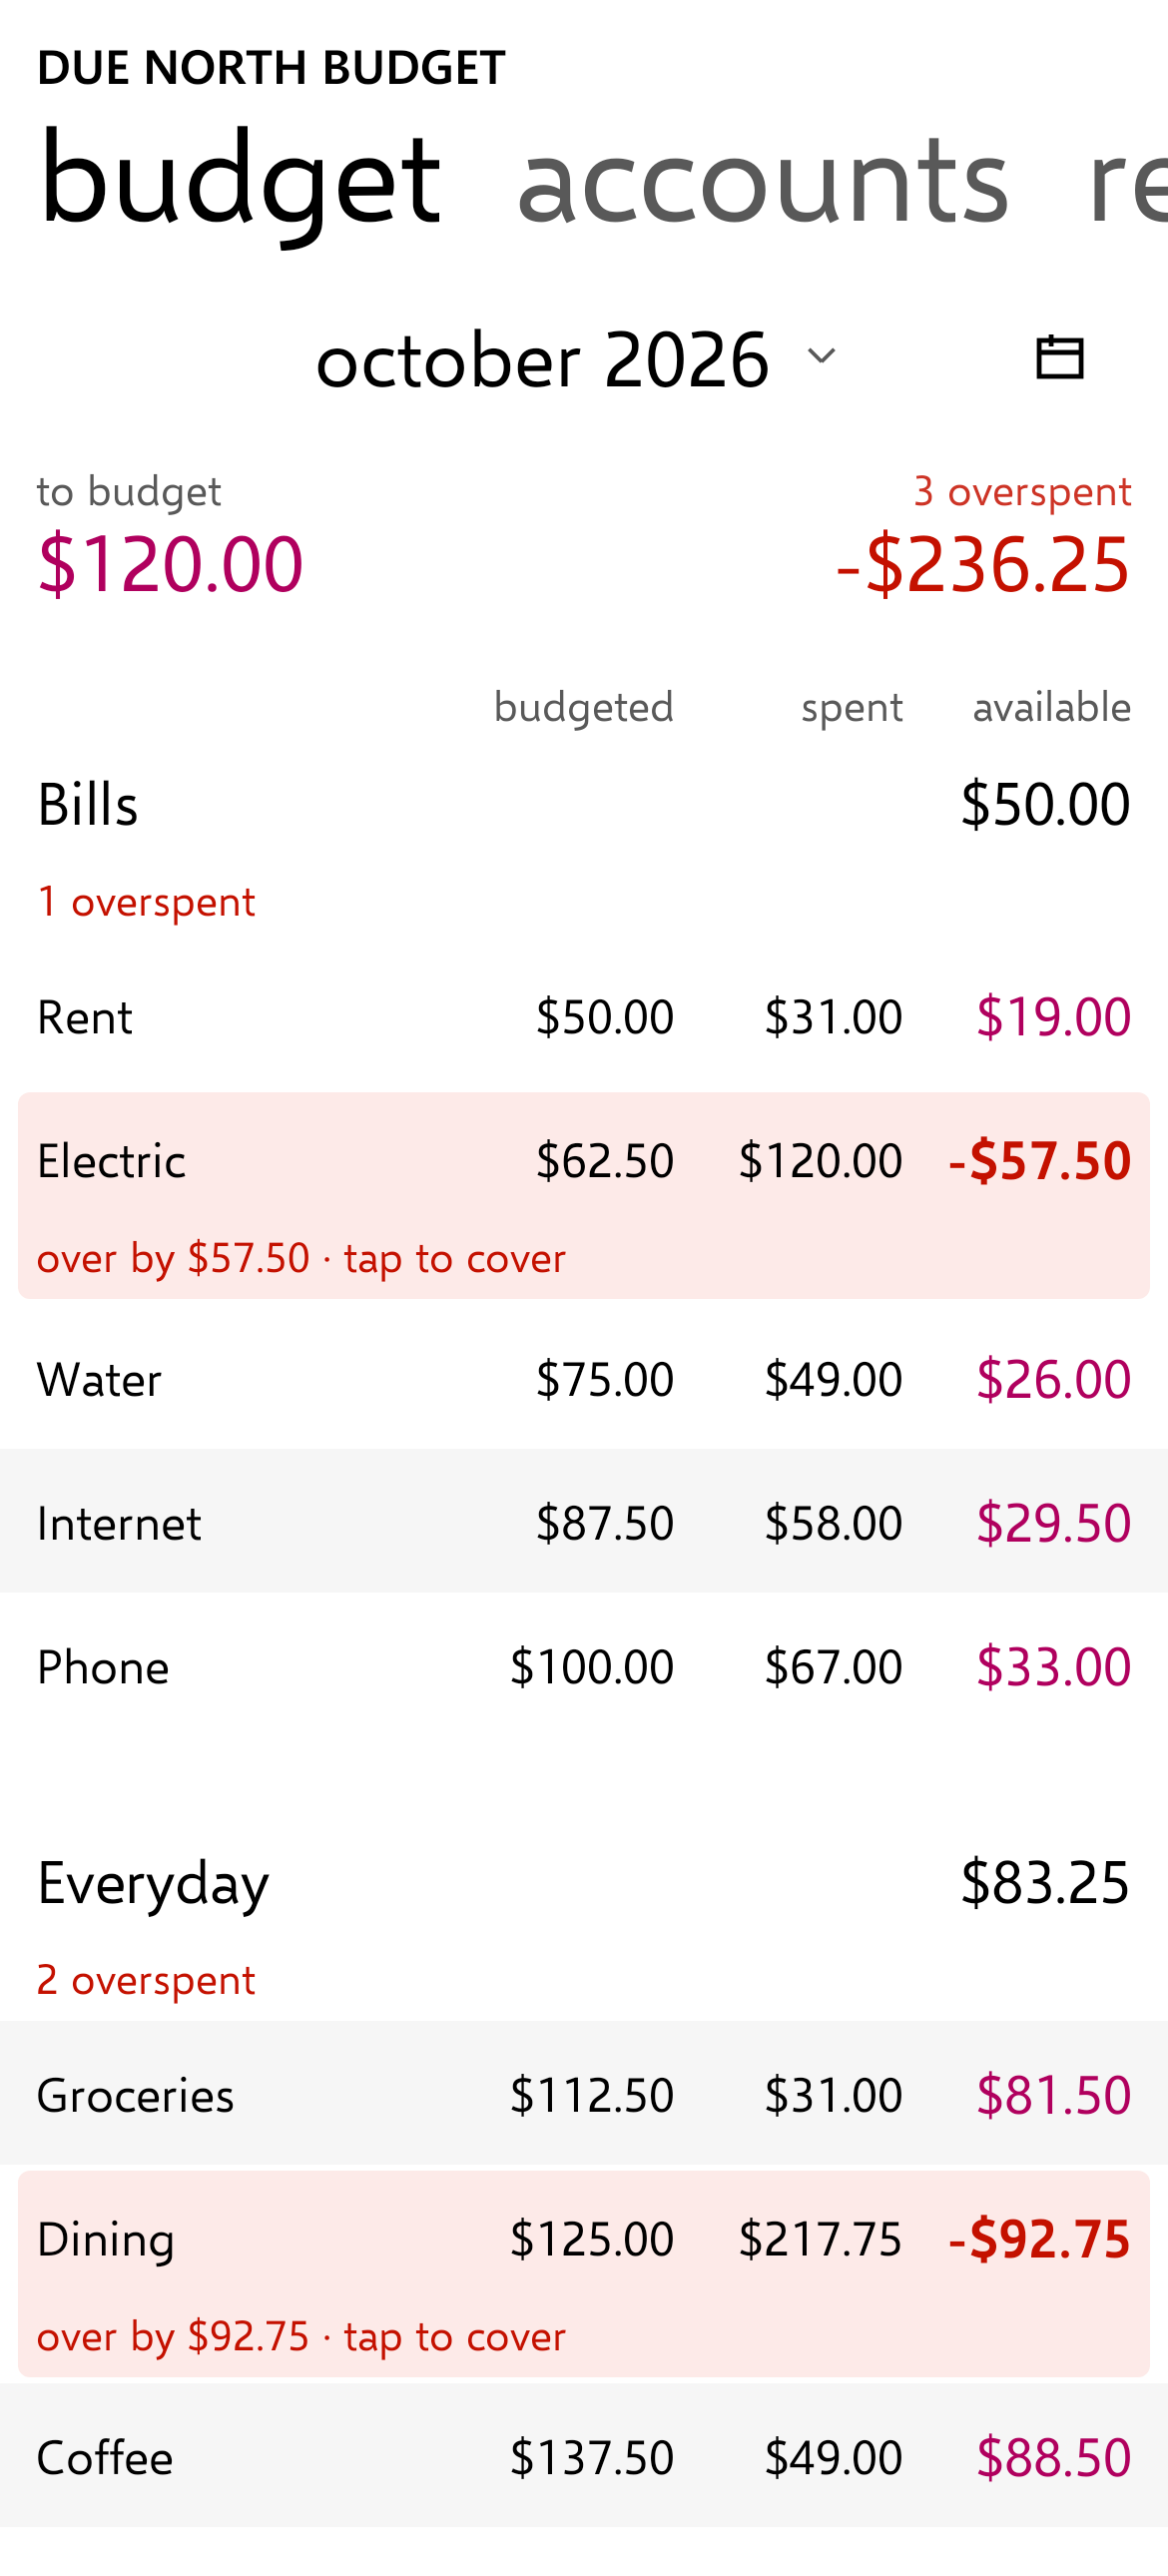 DUE NORTH BUDGET
budget accounts re
october 2026
to budget 3 overspent
$120.00 -$236.25
budgeted spent available
Bills $50.00
1 overspent
Rent $50.00 $31.00 $19.00
Electric $62.50 $120.00 -$57.50
over by $57.50 · tap to cover
Water $75.00 $49.00 $26.00
Internet $87.50 $58.00 $29.50
Phone $100.00 $67.00 $33.00
Everyday $83.25
2 overspent
Groceries $112.50 $31.00 $81.50
Dining $125.00 $217.75 -$92.75
over by $92.75 · tap to cover
Coffee $137.50 $49.00 $88.50